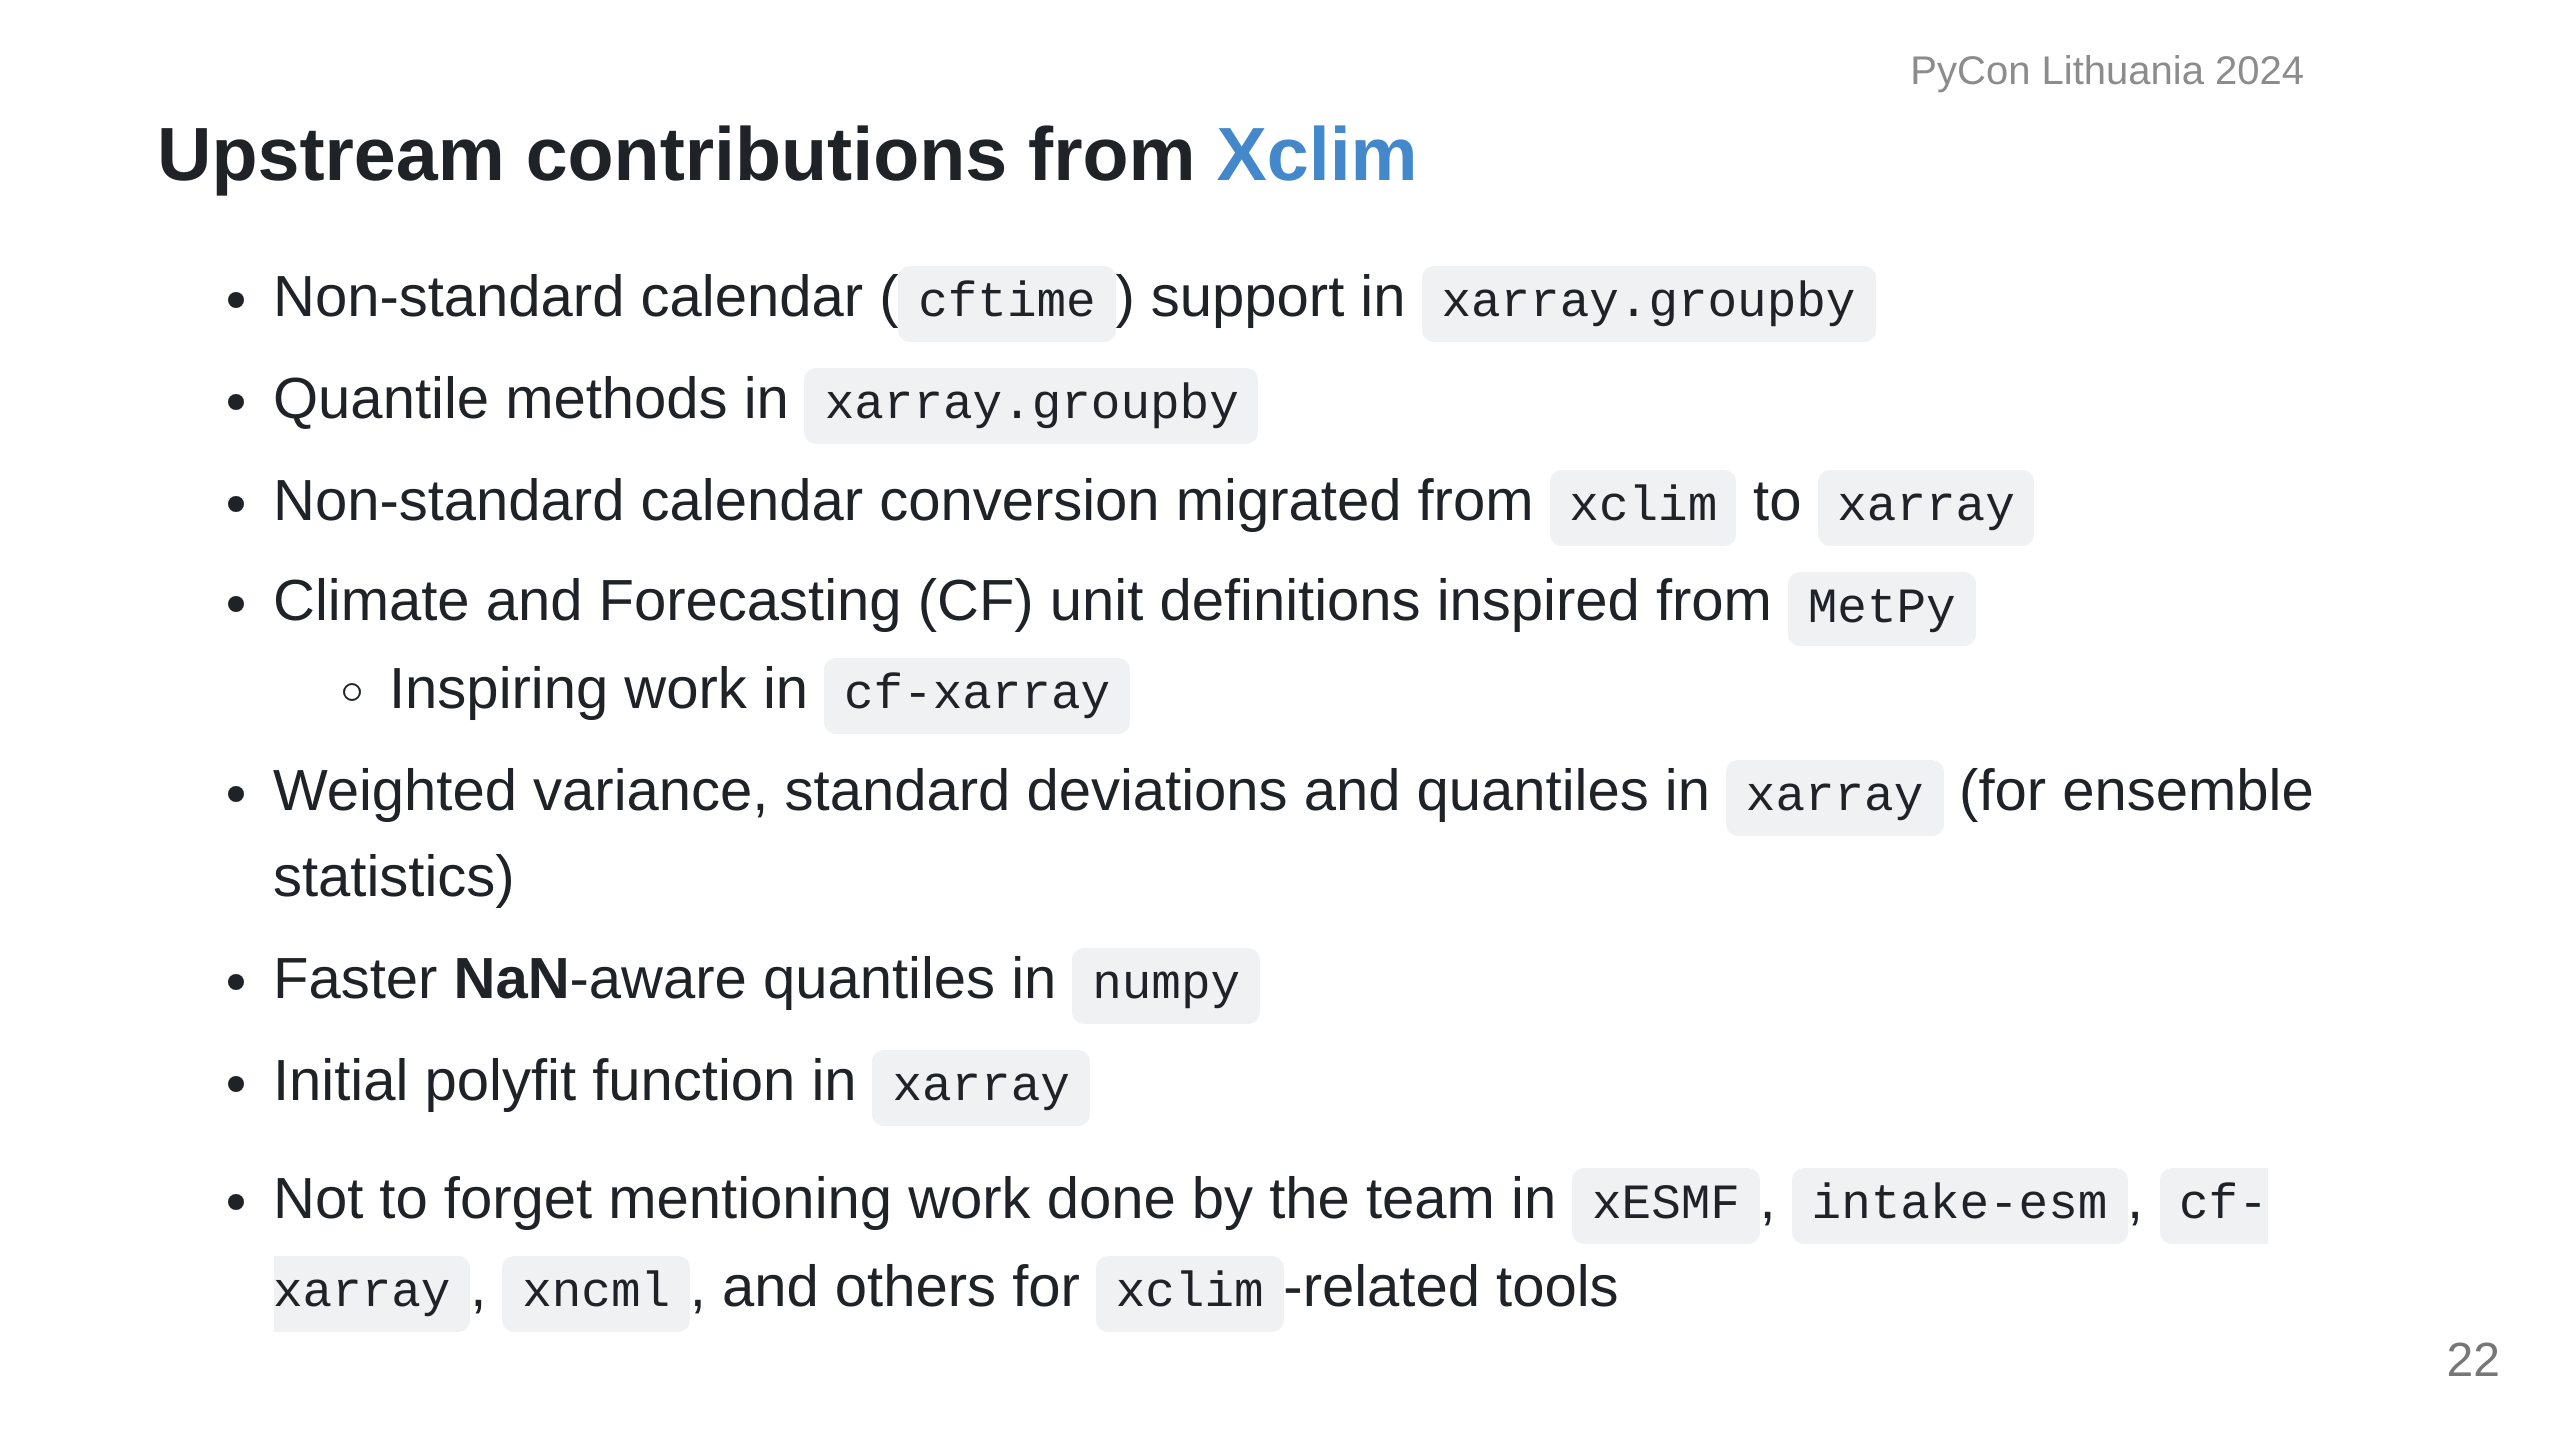 PyCon Lithuania 2024
Upstream contributions from Xclim
• Non-standard calendar (cftime) support in xarray.groupby
• Quantile methods in xarray.groupby
• Non-standard calendar conversion migrated from xclim to xarray
• Climate and Forecasting (CF) unit definitions inspired from MetPy
◦ Inspiring work in cf-xarray
• Weighted variance, standard deviations and quantiles in xarray (for ensemble
statistics)
• Faster NaN-aware quantiles in numpy
• Initial polyfit function in xarray
• Not to forget mentioning work done by the team in xESMF, intake-esm, cf-
xarray, xncml, and others for xclim-related tools
22